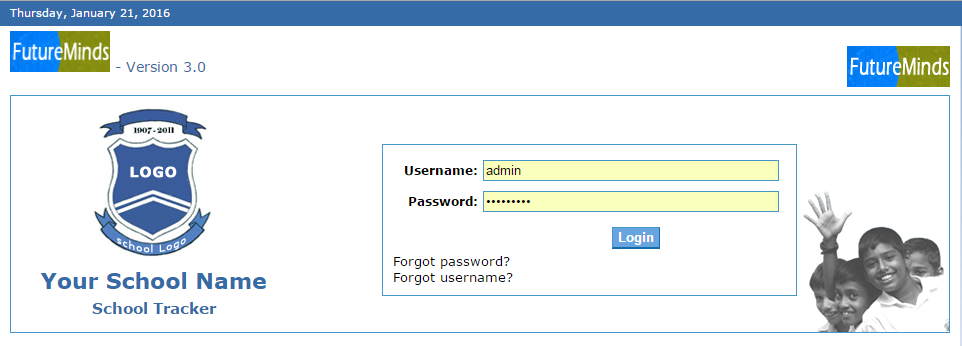 Thursday, January 21, 2016
FutureMinds - Version 3.0
FutureMinds
1907 - 2011
LOGO
school Logo
Your School Name
School Tracker
Username: admin
Password: •••••••••
Login
Forgot password?
Forgot username?